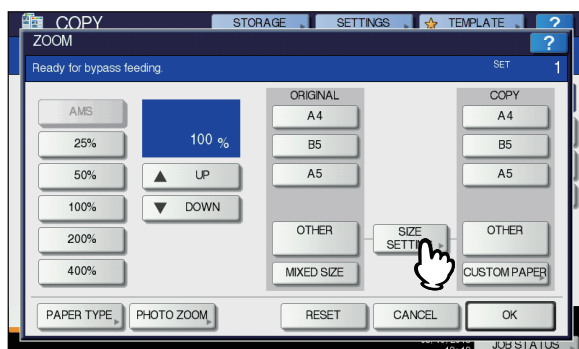 COPY STORAGE SETTINGS TEMPLATE ?
ZOOM ?
Ready for bypass feeding. SET 1
ORIGINAL COPY
AMS A4 A4
25% 100 % B5 B5
50% UP A5 A5
100% DOWN
200% OTHER SIZE OTHER
SETTING
400% MIXED SIZE CUSTOM PAPER
PAPER TYPE PHOTO ZOOM RESET CANCEL OK
JOB STATUS